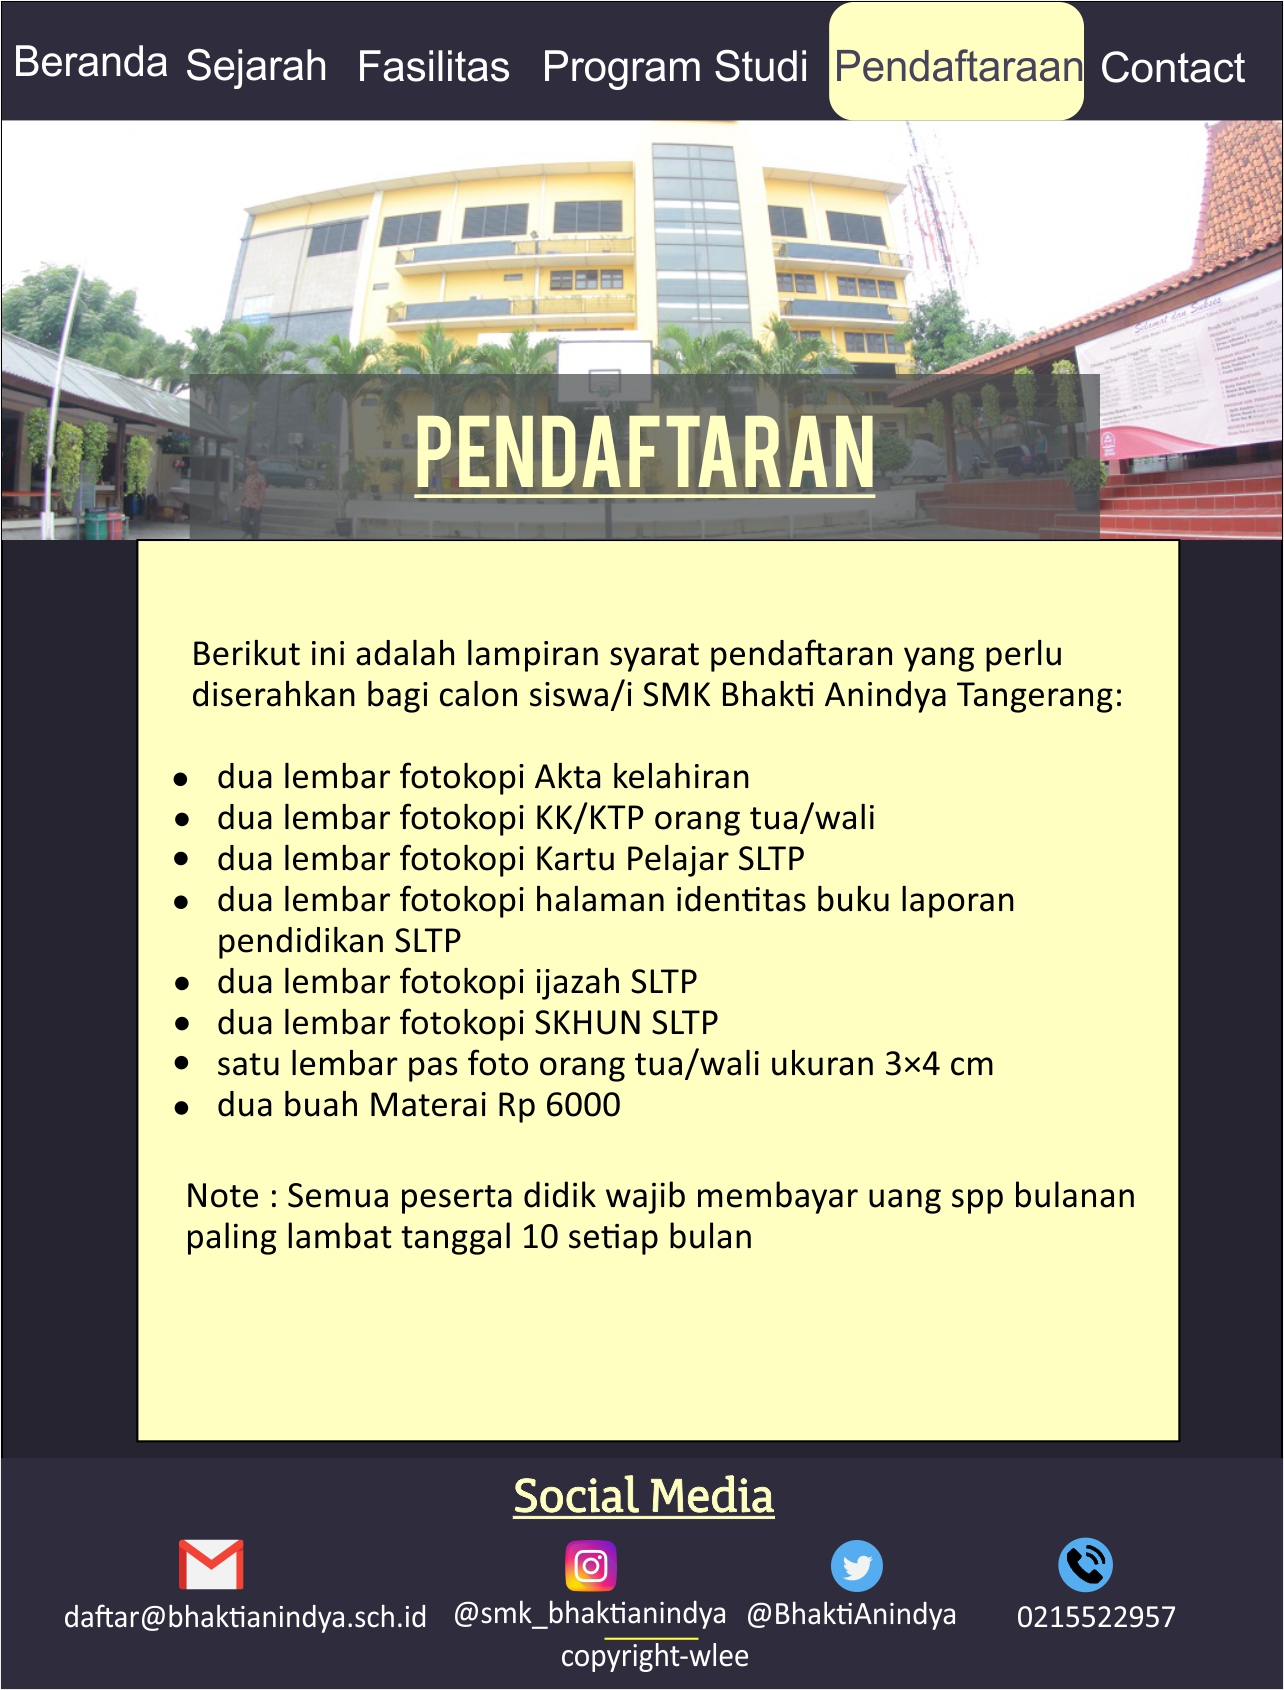 Beranda Sejarah Fasilitas Program Studi Pendaftaraan Contact
Selamat dan Sukses
PENDAFTARAN
Berikut ini adalah lampiran syarat pendaftaran yang perlu
diserahkan bagi calon siswa/i SMK Bhakti Anindya Tangerang:
● dua lembar fotokopi Akta kelahiran
● dua lembar fotokopi KK/KTP orang tua/wali
● dua lembar fotokopi Kartu Pelajar SLTP
● dua lembar fotokopi halaman identitas buku laporan
pendidikan SLTP
● dua lembar fotokopi ijazah SLTP
● dua lembar fotokopi SKHUN SLTP
● satu lembar pas foto orang tua/wali ukuran 3×4 cm
● dua buah Materai Rp 6000
Note : Semua peserta didik wajib membayar uang spp bulanan
paling lambat tanggal 10 setiap bulan
Social Media
daftar@bhaktianindya.sch.id @smk_bhaktianindya @BhaktiAnindya 0215522957
copyright-wlee